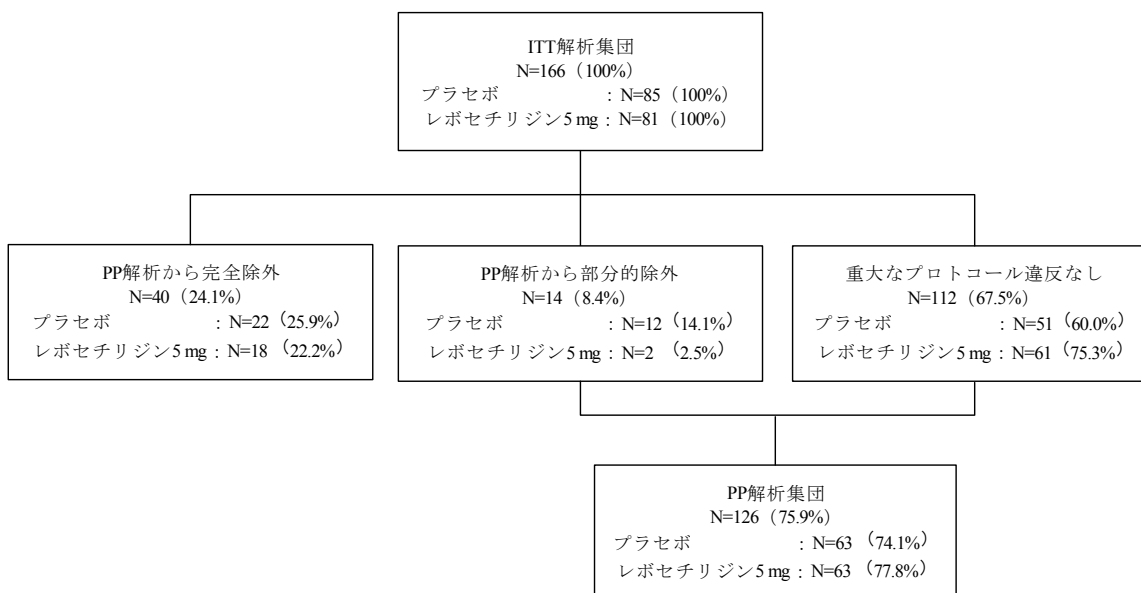 ITT解析集団
N=166（100%）
プラセボ : N=85（100%）
レボセチリジン5 mg : N=81（100%）
PP解析から完全除外
N=40（24.1%）
プラセボ : N=22（25.9%）
レボセチリジン5 mg : N=18（22.2%）
PP解析から部分的除外
N=14（8.4%）
プラセボ : N=12（14.1%）
レボセチリジン5 mg : N=2 （2.5%）
重大なプロトコール違反なし
N=112（67.5%）
プラセボ : N=51（60.0%）
レボセチリジン5 mg : N=61（75.3%）
PP解析集団
N=126（75.9%）
プラセボ : N=63（74.1%）
レボセチリジン5 mg : N=63（77.8%）